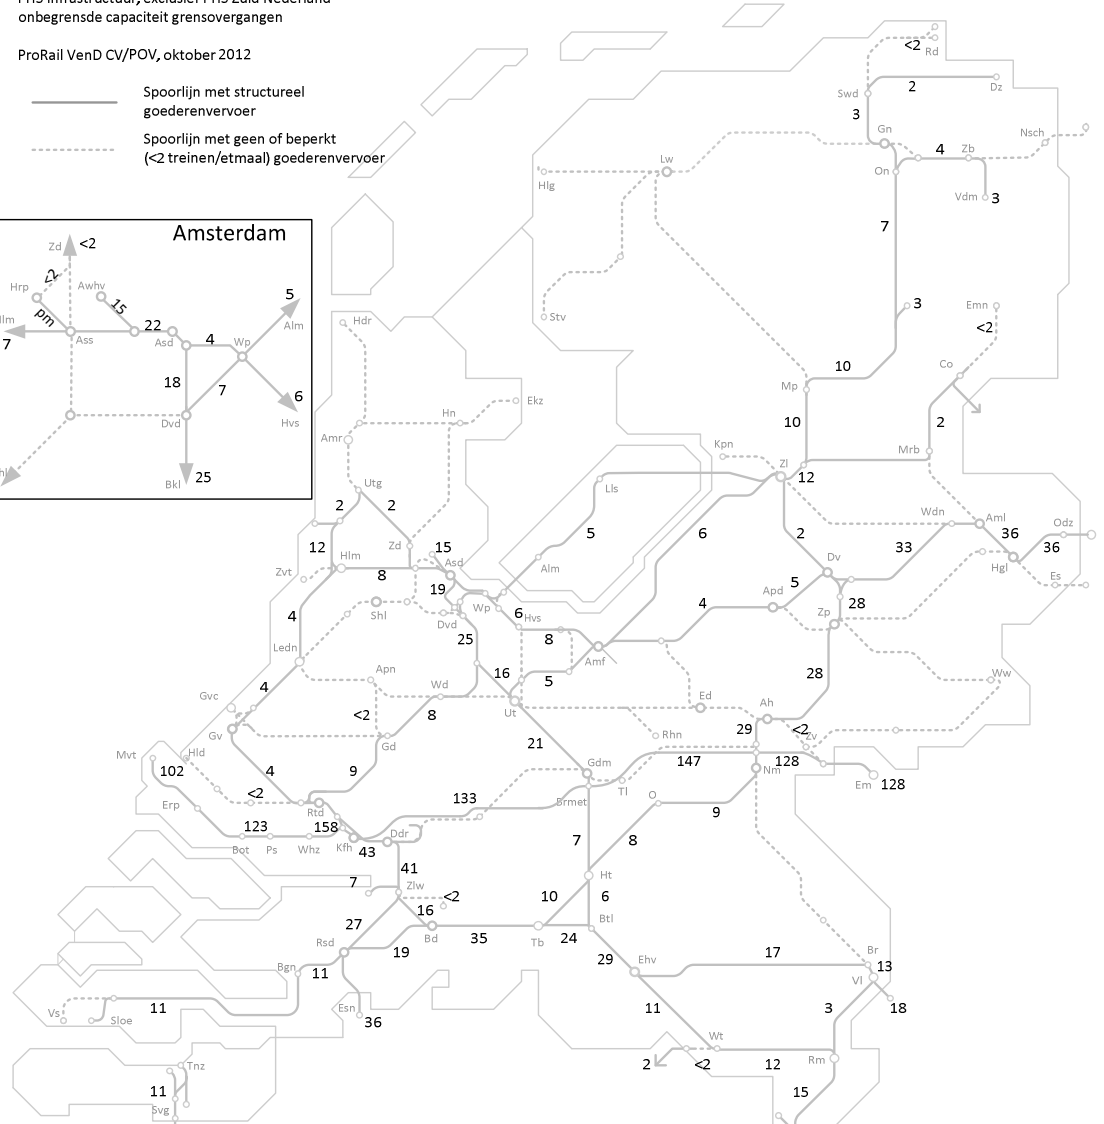 PHS infrastructuur, exclusief PHS Zuid Nederland
onbegrensde capaciteit grensovergangen
ProRail VenD CV/POV, oktober 2012
Spoorlijn met structureel
goederenvervoer
Spoorlijn met geen of beperkt
(<2 treinen/etmaal) goederenvervoer
Amsterdam
Zd <2
Hrp <2 Awhv
pm 15 5
22 Alm
7 Ass Asd 4 Wp
18 7 6
Dvd Hvs
Bkl 25
<2 Rd
2
Swd Dz
3
Gn Nsch
4 Zb
Lw
On
Hlg Vdm 3
7
3 Emn
Stv <2
Hdr
10 Co
Mp
Ekz
Hn 10 2
Amr
Kpn Mrb
Zl 12
Utg Lls
2 2 5 6 Wdn Aml 36 Odz
12 Zd 15 2 33 36
Hlm Asd Alm Dv Hgl
Zvt 8 5 Es
19 Apd 28
4 Shl Wp 6 Hvs 4 Zp
Dvd 25 8
Ledn Amf
Apn 16 5 28 Ww
4 Wd
Gvc Ut Ed Ah
<2 8 29 <2
Gv Gd Rhn Zv
21
Mvt Hld 147 128
102 4 9 Gdm Nm
<2 Tl Em 128
Erp Rtd 133 Brmet O
9
123 158 Ddr
Bot Ps Whz Kfh 43 7 8
41
7 Zlw Ht
<2 10 6
27 16 Btl
Rsd 19 Bd 35 Tb 24
29 Ehv 17 Br
Bgn 11 13
Vl
11 Esn 11 3 18
Vs Sloe 36
Wt
2 <2 12 Rm
Tnz
11 15
Svg